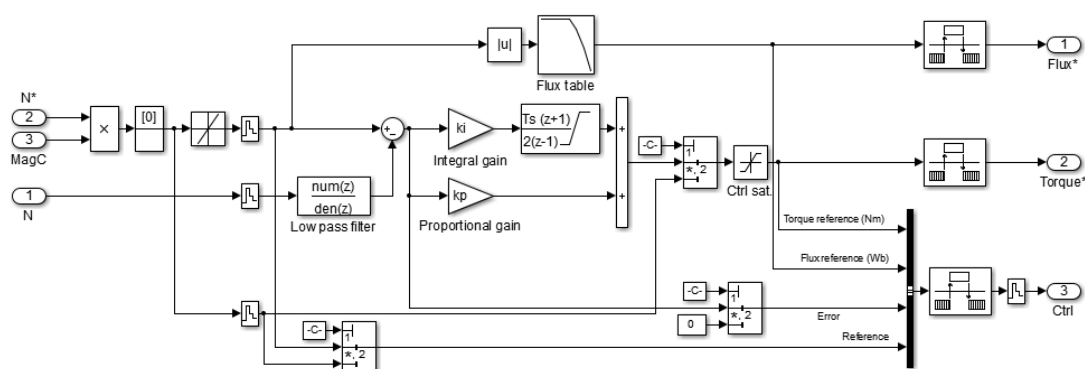 |u|
Flux table
1
Flux*
N*
2
3
MagC
×
[0]
+
−
ki
Integral gain
Ts (z+1)
2(z-1)
+
+
-C-
1
*, 2
Ctrl sat.
2
Torque*
1
N
num(z)
den(z)
Low pass filter
kp
Proportional gain
Torque reference (Nm)
Flux reference (Wb)
-C-
1
*, 2
0
Error
3
Ctrl
-C-
1
*, 2
Reference